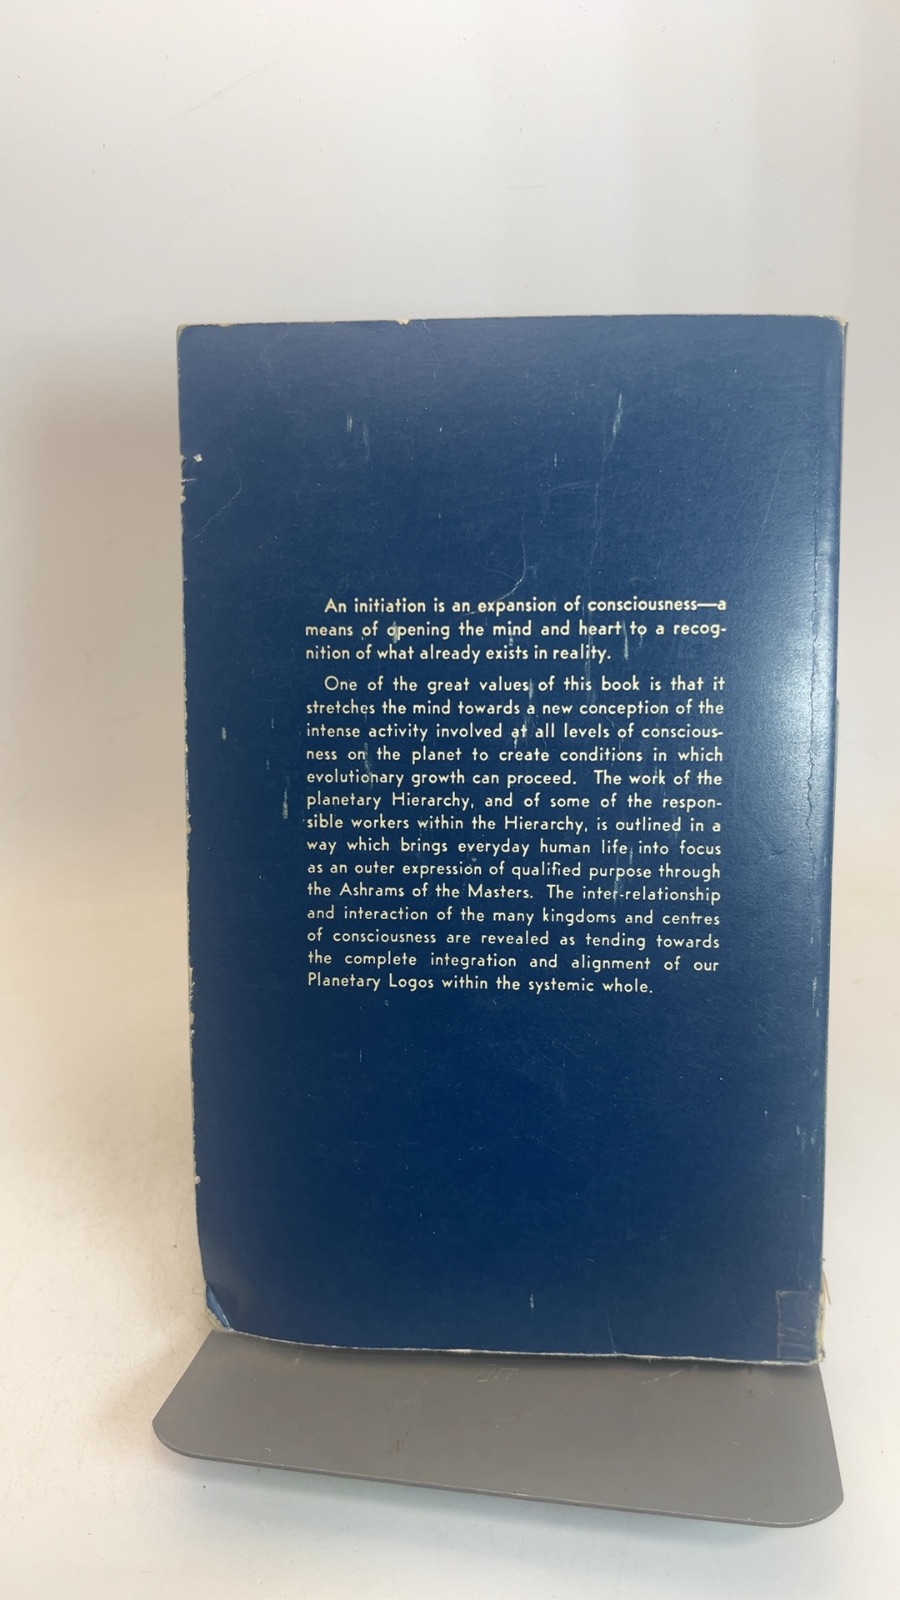 An initiation is an expansion of consciousness—a
means of opening the mind and heart to a recog-
nition of what already exists in reality.
One of the great values of this book is that it
stretches the mind towards a new conception of the
intense activity involved at all levels of conscious-
ness on the planet to create conditions in which
evolutionary growth can proceed. The work of the
planetary Hierarchy, and of some of the respon-
sible workers within the Hierarchy, is outlined in a
way which brings everyday human life into focus
as an outer expression of qualified purpose through
the Ashrams of the Masters. The inter-relationship
and interaction of the many kingdoms and centres
of consciousness are revealed as tending towards
the complete integration and alignment of our
Planetary Logos within the systemic whole.